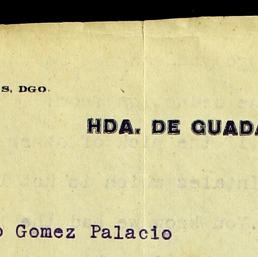 S, DGO.
HDA. DE GUADA
o Gomez Palacio